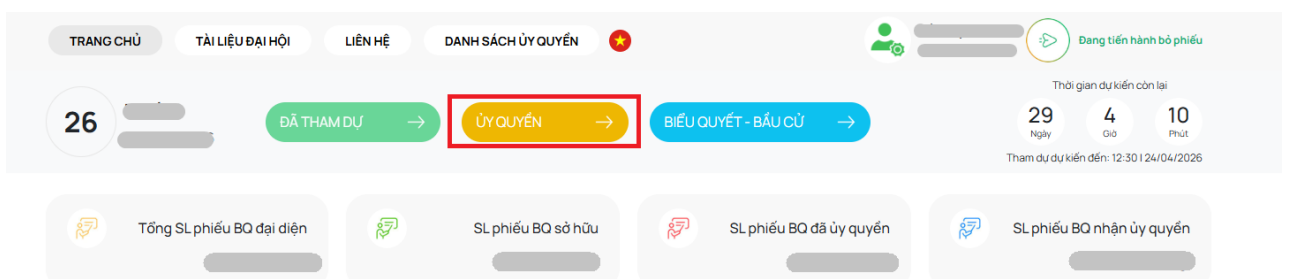 TRANG CHỦ TÀI LIỆU ĐẠI HỘI LIÊN HỆ DANH SÁCH ỦY QUYỀN
Đang tiến hành bỏ phiếu
Thời gian dự kiến còn lại
26 ĐÃ THAM DỰ → ỦY QUYỀN → BIỂU QUYẾT - BẦU CỬ → 29 4 10
Ngày Giờ Phút
Tham dự dự kiến đến: 12:30 | 24/04/2026
Tổng SL phiếu BQ đại diện SL phiếu BQ sở hữu SL phiếu BQ đã ủy quyền SL phiếu BQ nhận ủy quyền